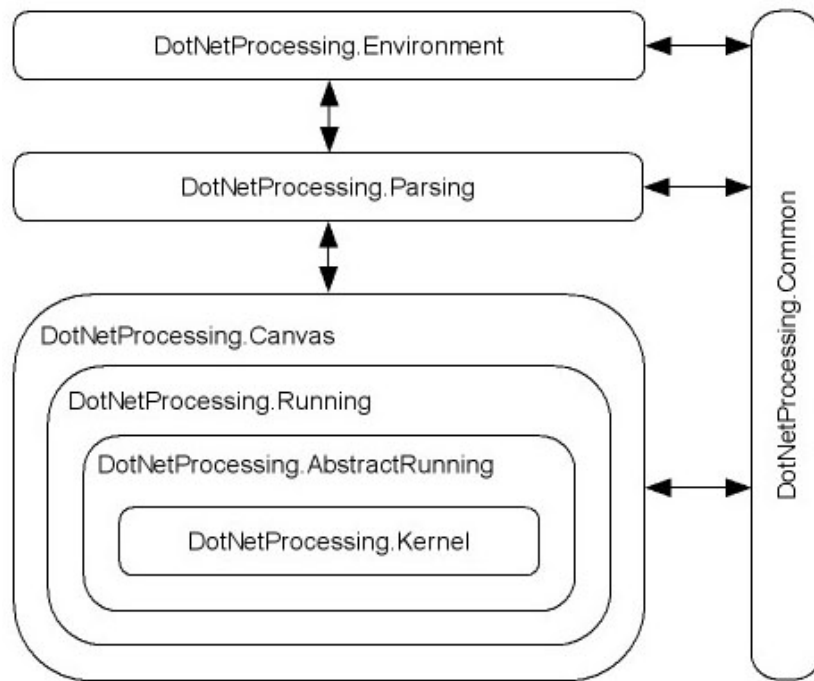 DotNetProcessing.Environment
DotNetProcessing.Parsing
DotNetProcessing.Canvas
DotNetProcessing.Running
DotNetProcessing.AbstractRunning
DotNetProcessing.Kernel
DotNetProcessing.Common